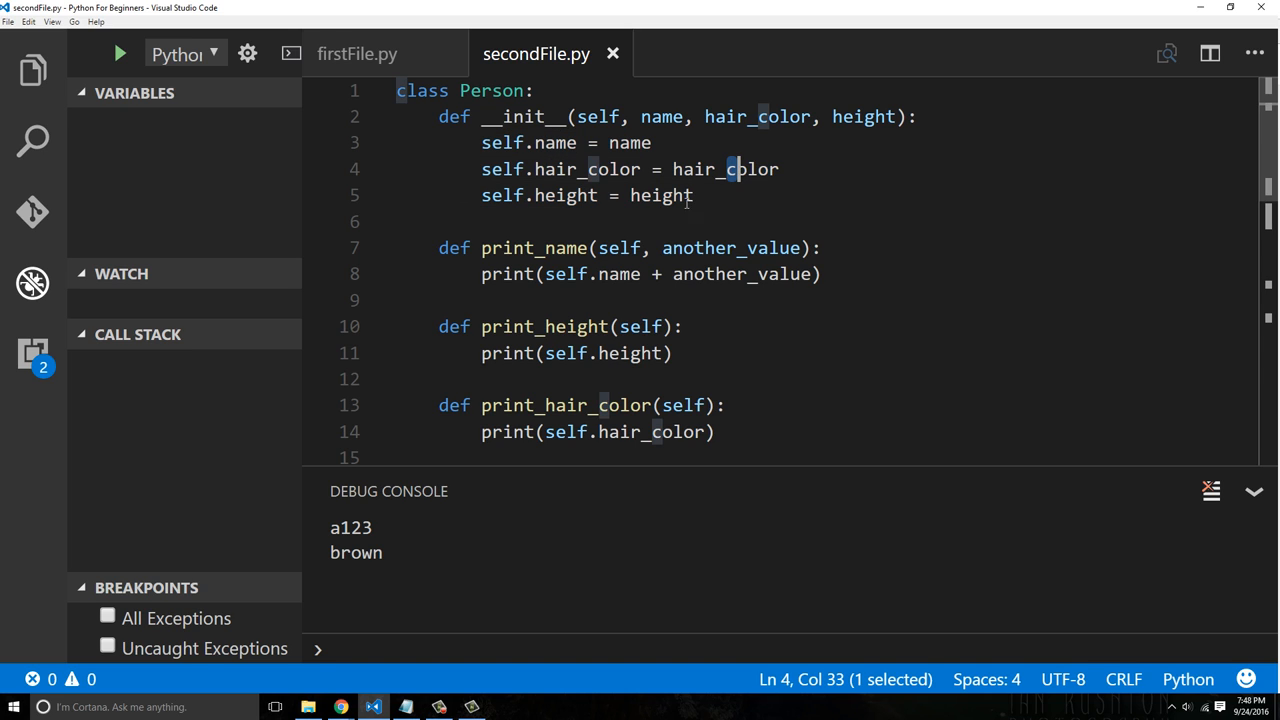 secondFile.py - Python For Beginners - Visual Studio Code
File Edit View Go Help
Pythor
firstFile.py
secondFile.py
VARIABLES
WATCH
CALL STACK
BREAKPOINTS
All Exceptions
Uncaught Exceptions
2
1 class Person:
2 def __init__(self, name, hair_color, height):
3 self.name = name
4 self.hair_color = hair_color
5 self.height = height
6
7 def print_name(self, another_value):
8 print(self.name + another_value)
9
10 def print_height(self):
11 print(self.height)
12
13 def print_hair_color(self):
14 print(self.hair_color)
15
DEBUG CONSOLE
a123
brown
0 0
Ln 4, Col 33 (1 selected) Spaces: 4 UTF-8 CRLF Python
I'm Cortana. Ask me anything.
7:48 PM
9/24/2016